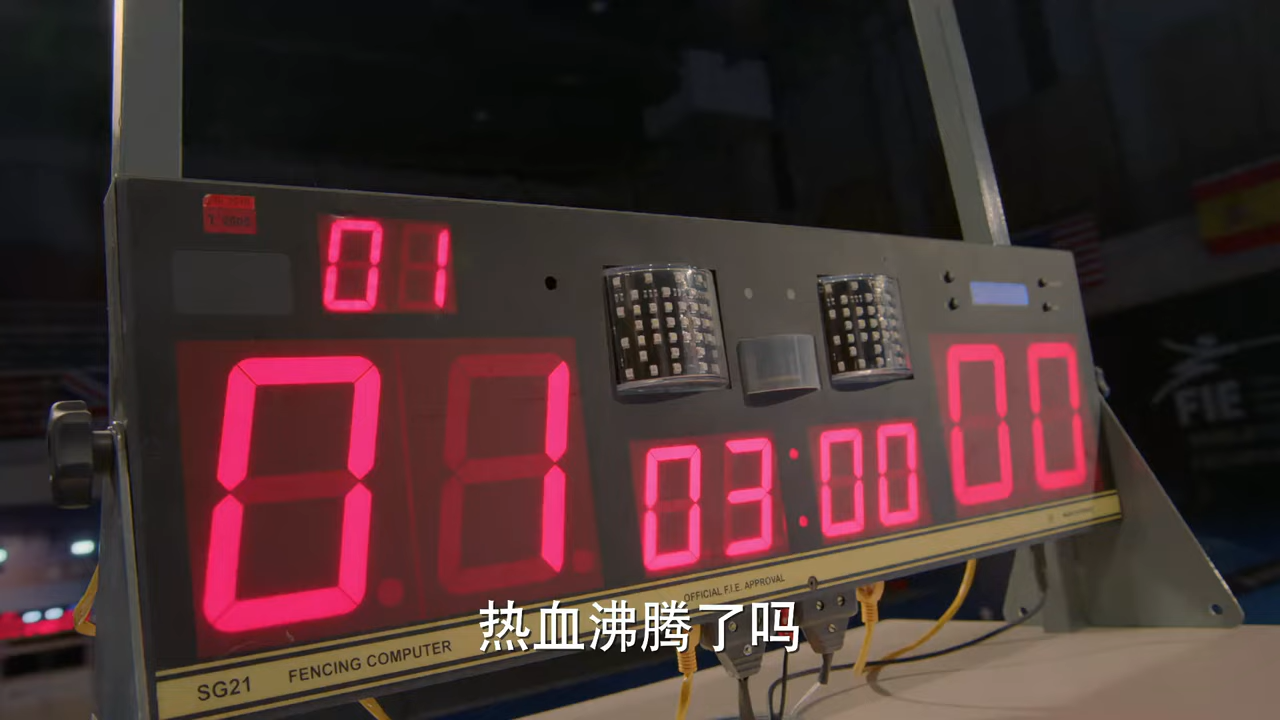 01
01
03:00
00
FIE
OFFICIAL F.I.E. APPROVAL
SG21 FENCING COMPUTER
热血沸腾了吗